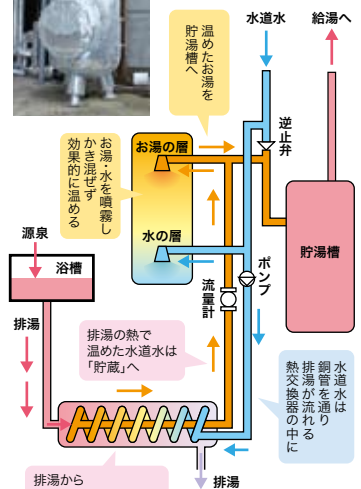 水道水
給湯へ
温めたお湯を
貯湯槽へ
逆止弁
お湯・水を噴霧し
かき混ぜず
効果的に温める
お湯の層
水の層
貯湯槽
源泉
浴槽
ポンプ
流量計
排湯
排湯の熱で
温めた水道水は
「貯蔵」へ
水道水は
銅管を通り
排湯が流れる
熱交換器の中に
排湯から
排湯